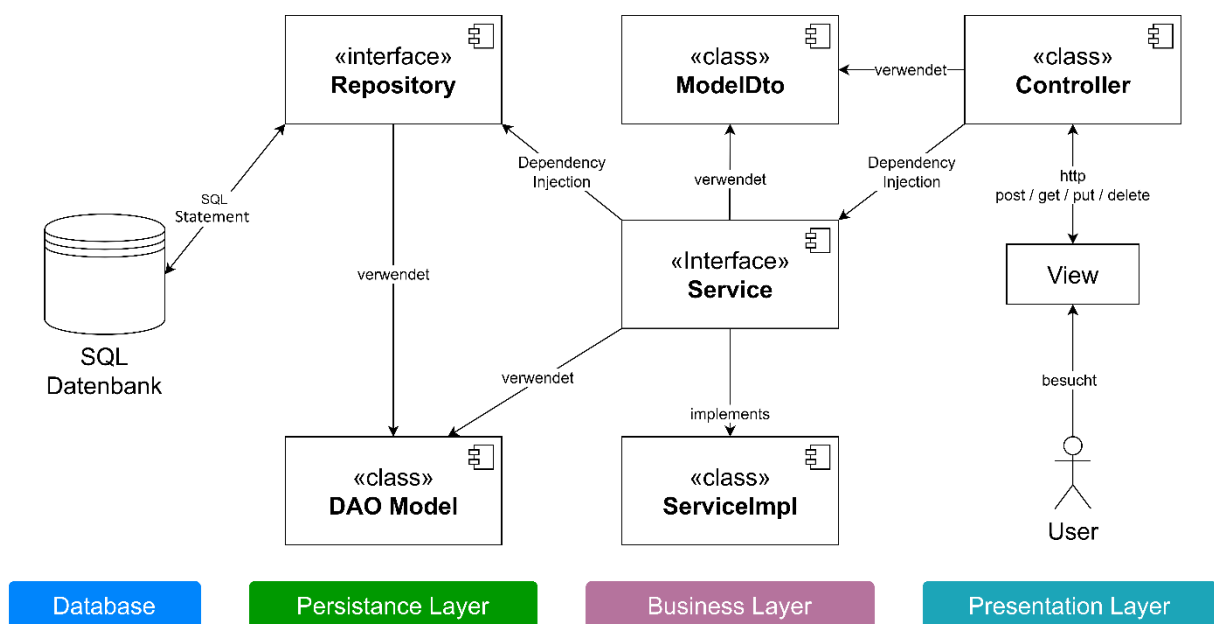 «interface»
Repository
«class»
ModelDto
verwendet
«class»
Controller
Dependency
Injection
verwendet
Dependency
Injection
http
post / get / put / delete
SQL
Statement
SQL
Datenbank
verwendet
«Interface»
Service
View
verwendet
implements
besucht
«class»
DAO Model
«class»
ServiceImpl
User
Database
Persistance Layer
Business Layer
Presentation Layer